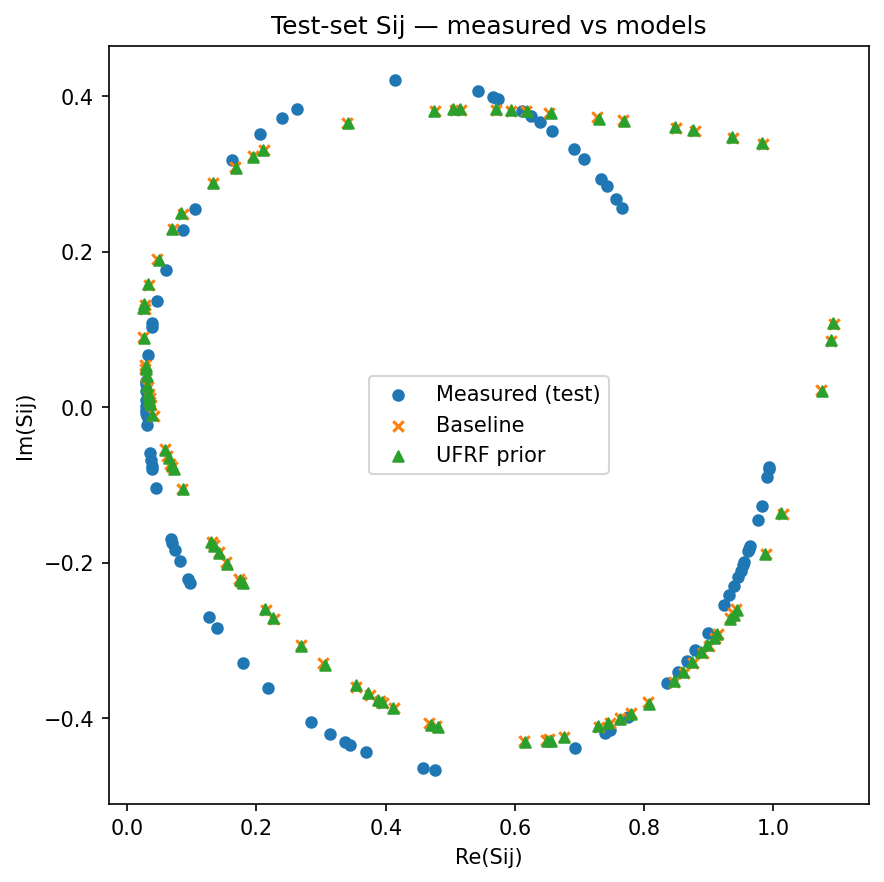 Test-set Sij — measured vs models
Im(Sij)
0.4
0.2
0.0
−0.2
−0.4
Measured (test)
Baseline
UFRF prior
0.0 0.2 0.4 0.6 0.8 1.0
Re(Sij)